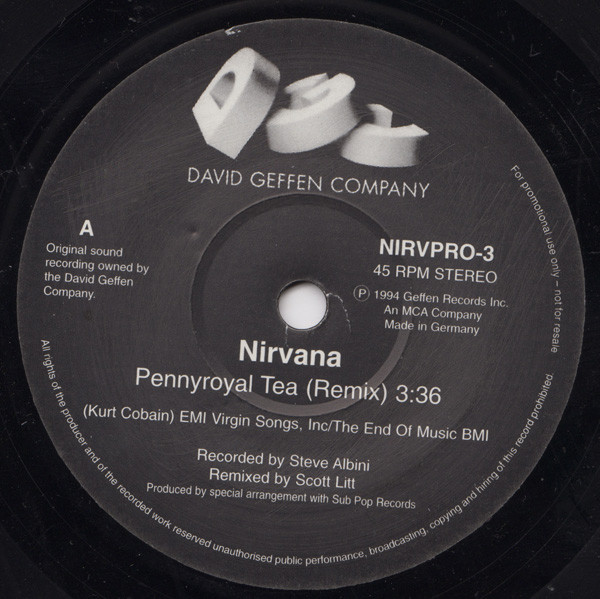 DGC
DAVID GEFFEN COMPANY
A
Original sound
recording owned by
the David Geffen
Company.
NIRVPRO-3
45 RPM STEREO
℗ 1994 Geffen Records Inc.
An MCA Company
Made in Germany
Nirvana
Pennyroyal Tea (Remix) 3:36
(Kurt Cobain) EMI Virgin Songs, Inc/The End Of Music BMI
Recorded by Steve Albini
Remixed by Scott Litt
Produced by special arrangement with Sub Pop Records
For promotional use only – not for resale
All rights of the producer and of the recorded work reserved unauthorised public performance, broadcasting, copying and hiring of this record prohibited.